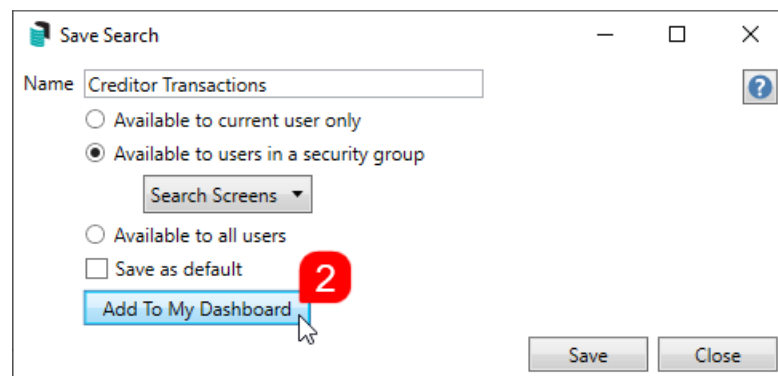 Save Search
Name Creditor Transactions
?
Available to current user only
Available to users in a security group
Search Screens
Available to all users
Save as default
2
Add To My Dashboard
Save Close